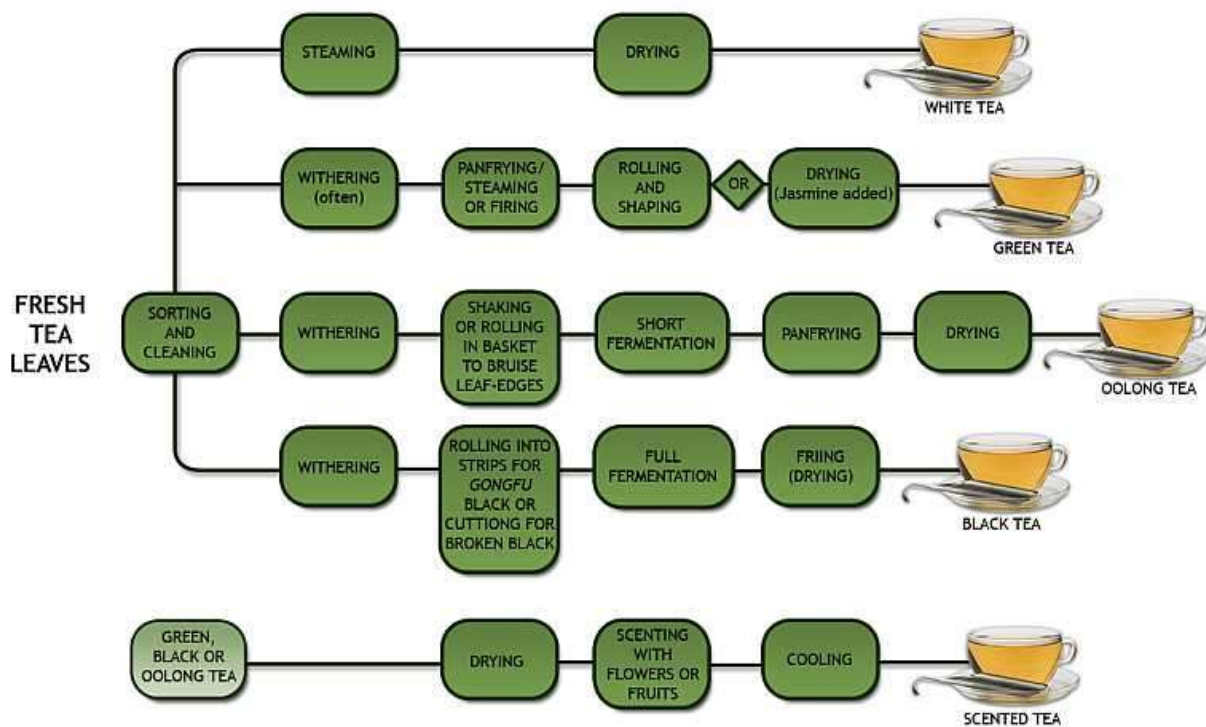 STEAMING
DRYING
WHITE TEA
WITHERING
(often)
PANFRYING/
STEAMING
OR FIRING
ROLLING
AND
SHAPING
OR
DRYING
(Jasmine added)
GREEN TEA
FRESH
TEA
LEAVES
SORTING
AND
CLEANING
WITHERING
SHAKING
OR ROLLING
IN BASKET
TO BRUISE
LEAF-EDGES
SHORT
FERMENTATION
PANFRYING
DRYING
OOLONG TEA
WITHERING
ROLLING INTO
STRIPS FOR
GONGFU
BLACK OR
CUTTIONG FOR
BROKEN BLACK
FULL
FERMENTATION
FRIING
(DRYING)
BLACK TEA
GREEN,
BLACK OR
OOLONG TEA
DRYING
SCENTING
WITH
FLOWERS OR
FRUITS
COOLING
SCENTED TEA